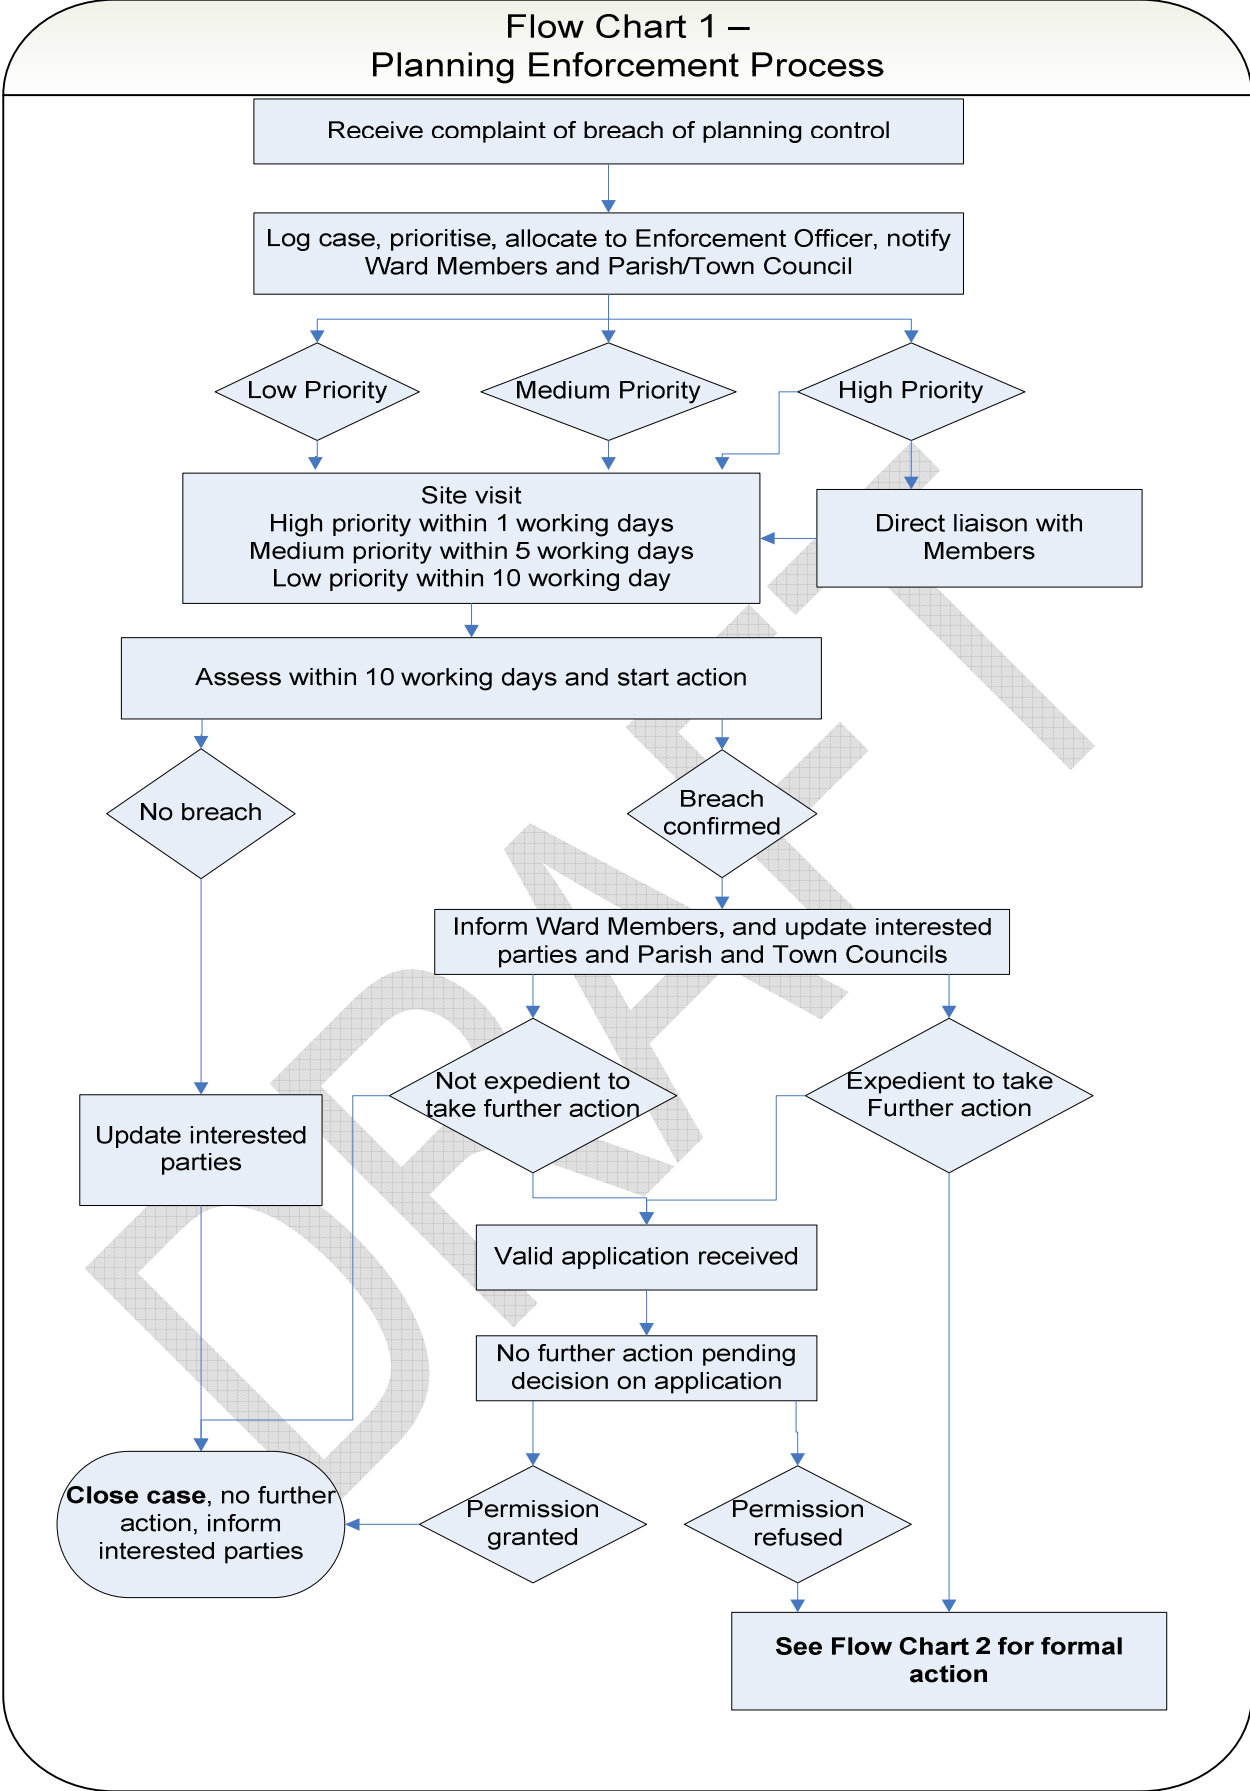 Flow Chart 1 –
Planning Enforcement Process
Receive complaint of breach of planning control
Log case, prioritise, allocate to Enforcement Officer, notify
Ward Members and Parish/Town Council
Low Priority
Medium Priority
High Priority
Site visit
High priority within 1 working days
Medium priority within 5 working days
Low priority within 10 working day
Direct liaison with
Members
Assess within 10 working days and start action
No breach
Breach
confirmed
Inform Ward Members, and update interested
parties and Parish and Town Councils
Not expedient to
take further action
Expedient to take
Further action
Update interested
parties
Valid application received
No further action pending
decision on application
Close case, no further
action, inform
interested parties
Permission
granted
Permission
refused
See Flow Chart 2 for formal
action
DRAFT